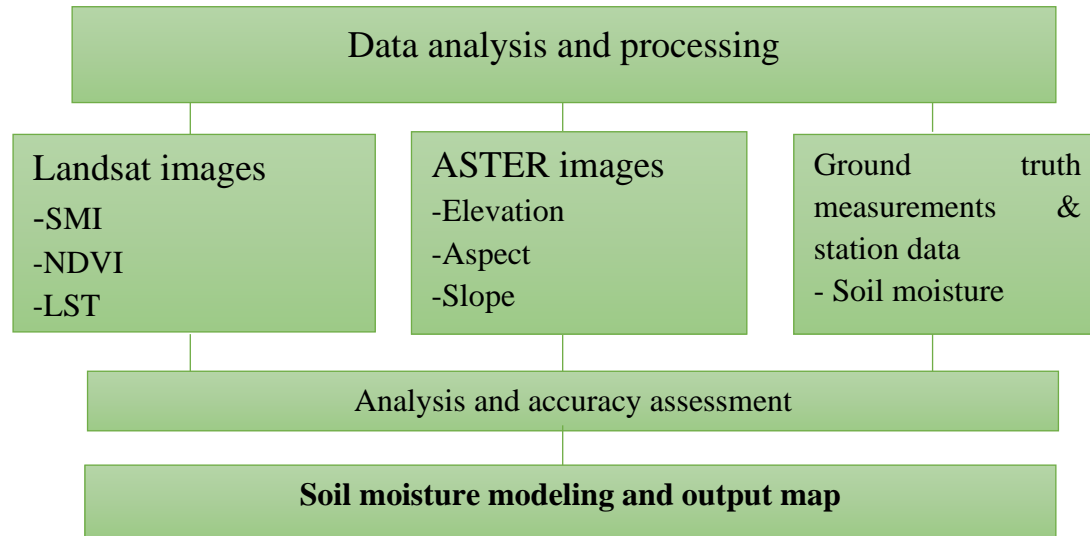 Data analysis and processing
Landsat images
-SMI
-NDVI
-LST
ASTER images
-Elevation
-Aspect
-Slope
Ground truth
measurements &
station data
- Soil moisture
Analysis and accuracy assessment
Soil moisture modeling and output map